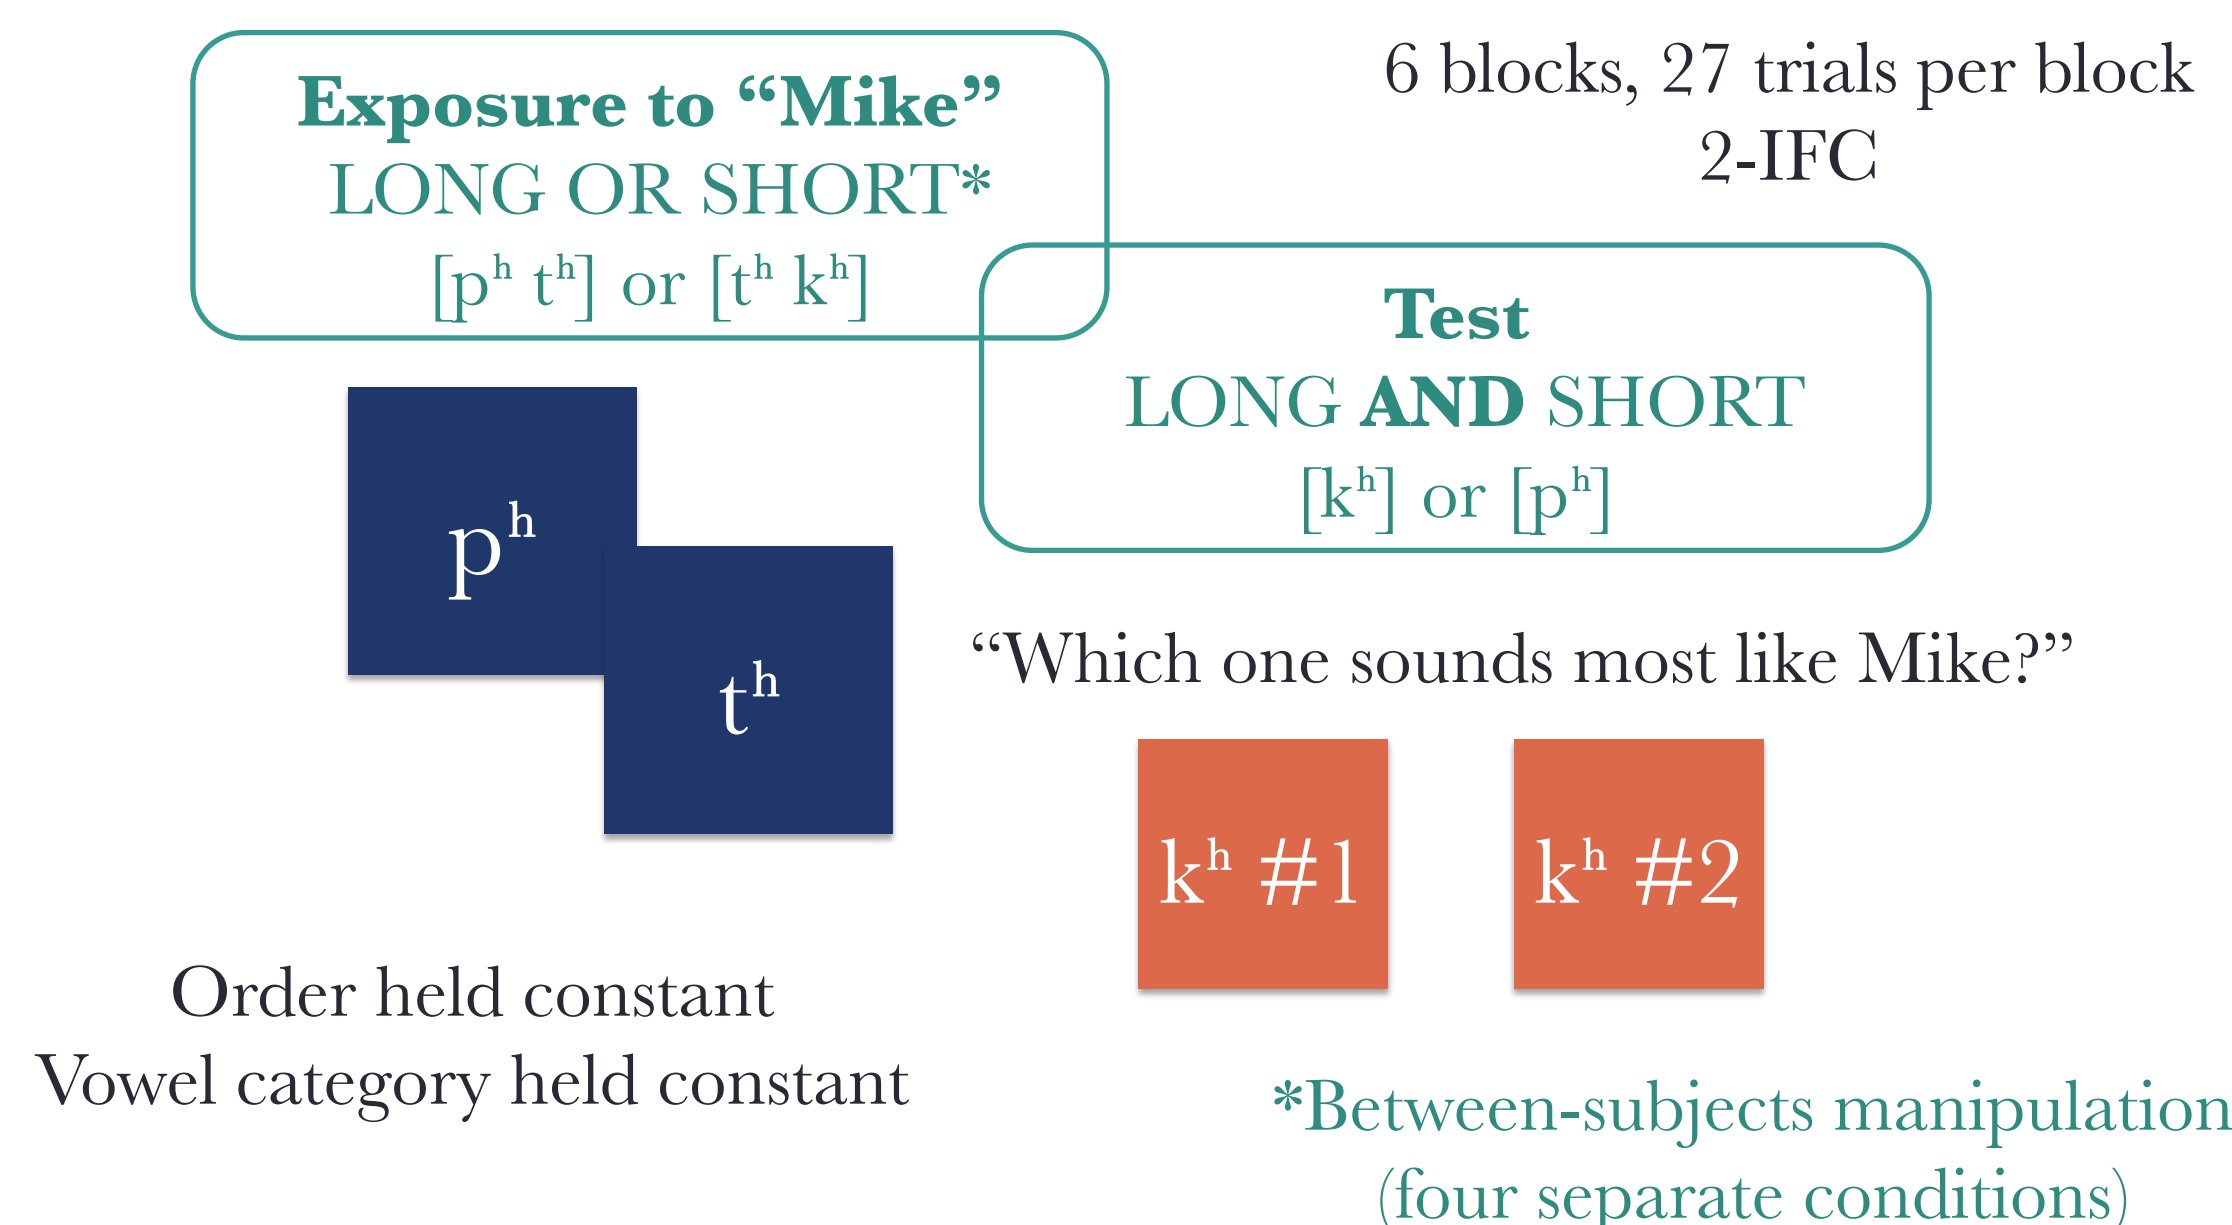 Exposure to “Mike”
LONG OR SHORT*
[pʰ tʰ] or [tʰ kʰ]
6 blocks, 27 trials per block
2-IFC
Test
LONG AND SHORT
[kʰ] or [pʰ]
pʰ
tʰ
“Which one sounds most like Mike?”
kʰ #1
kʰ #2
Order held constant
Vowel category held constant
*Between-subjects manipulation
(four separate conditions)